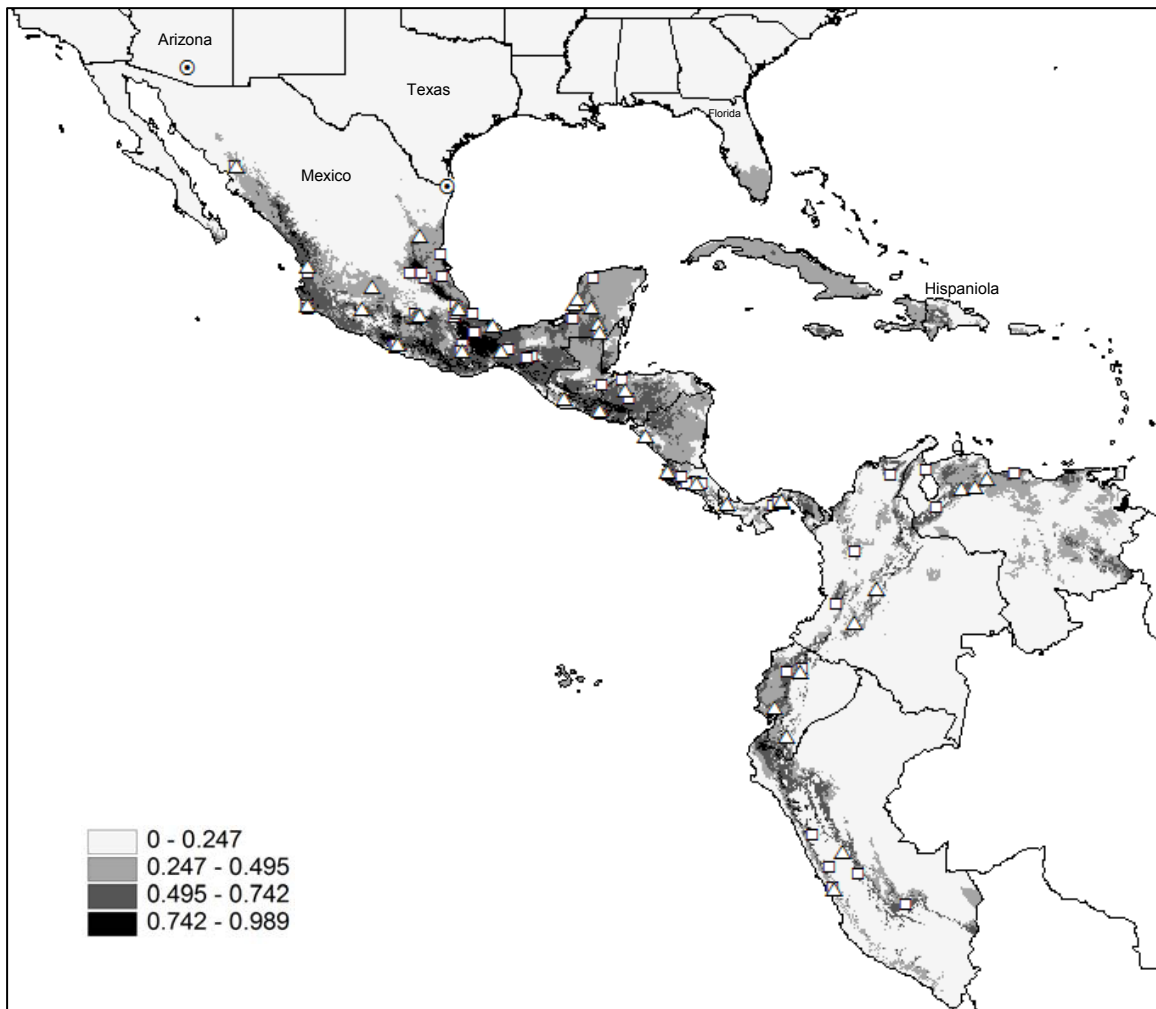 Arizona
Texas
Florida
Mexico
Hispaniola
0 - 0.247
0.247 - 0.495
0.495 - 0.742
0.742 - 0.989